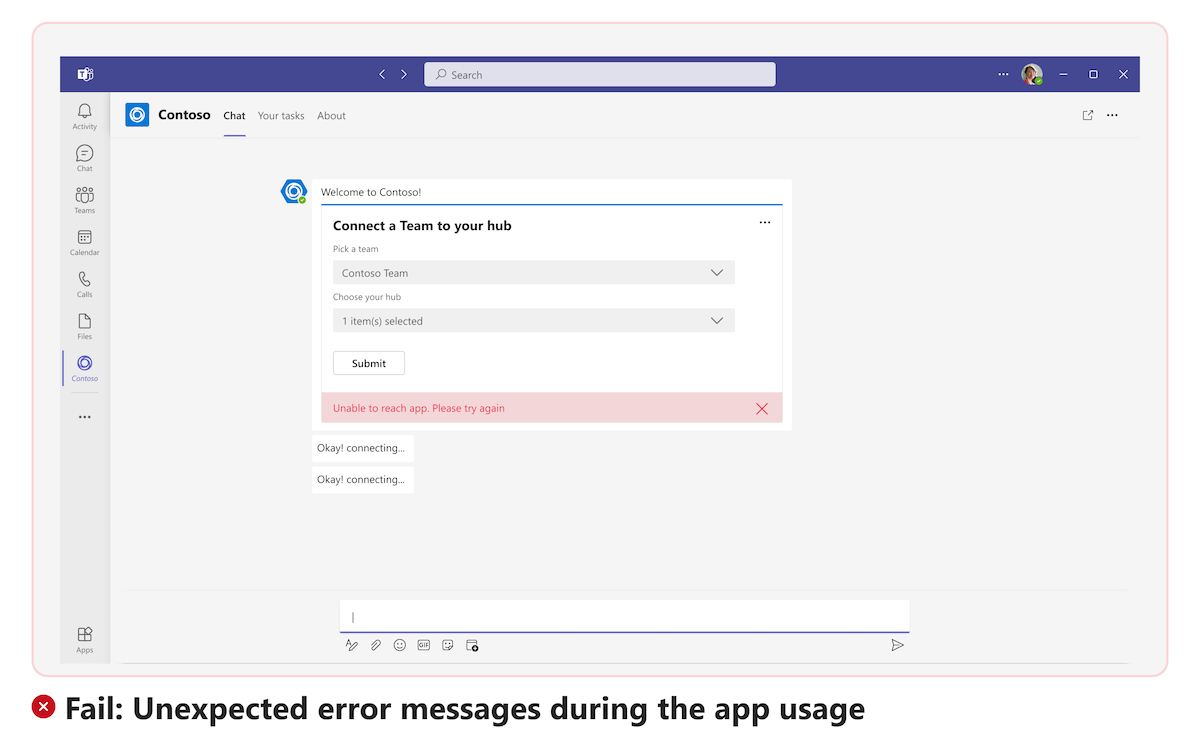 Search
Activity
Chat
Teams
Calendar
Calls
Files
Contoso
Apps
Contoso Chat Your tasks About
Welcome to Contoso!
Connect a Team to your hub
Pick a team
Contoso Team
Choose your hub
1 item(s) selected
Submit
Unable to reach app. Please try again
Okay! connecting...
Okay! connecting...
GIF
Fail: Unexpected error messages during the app usage